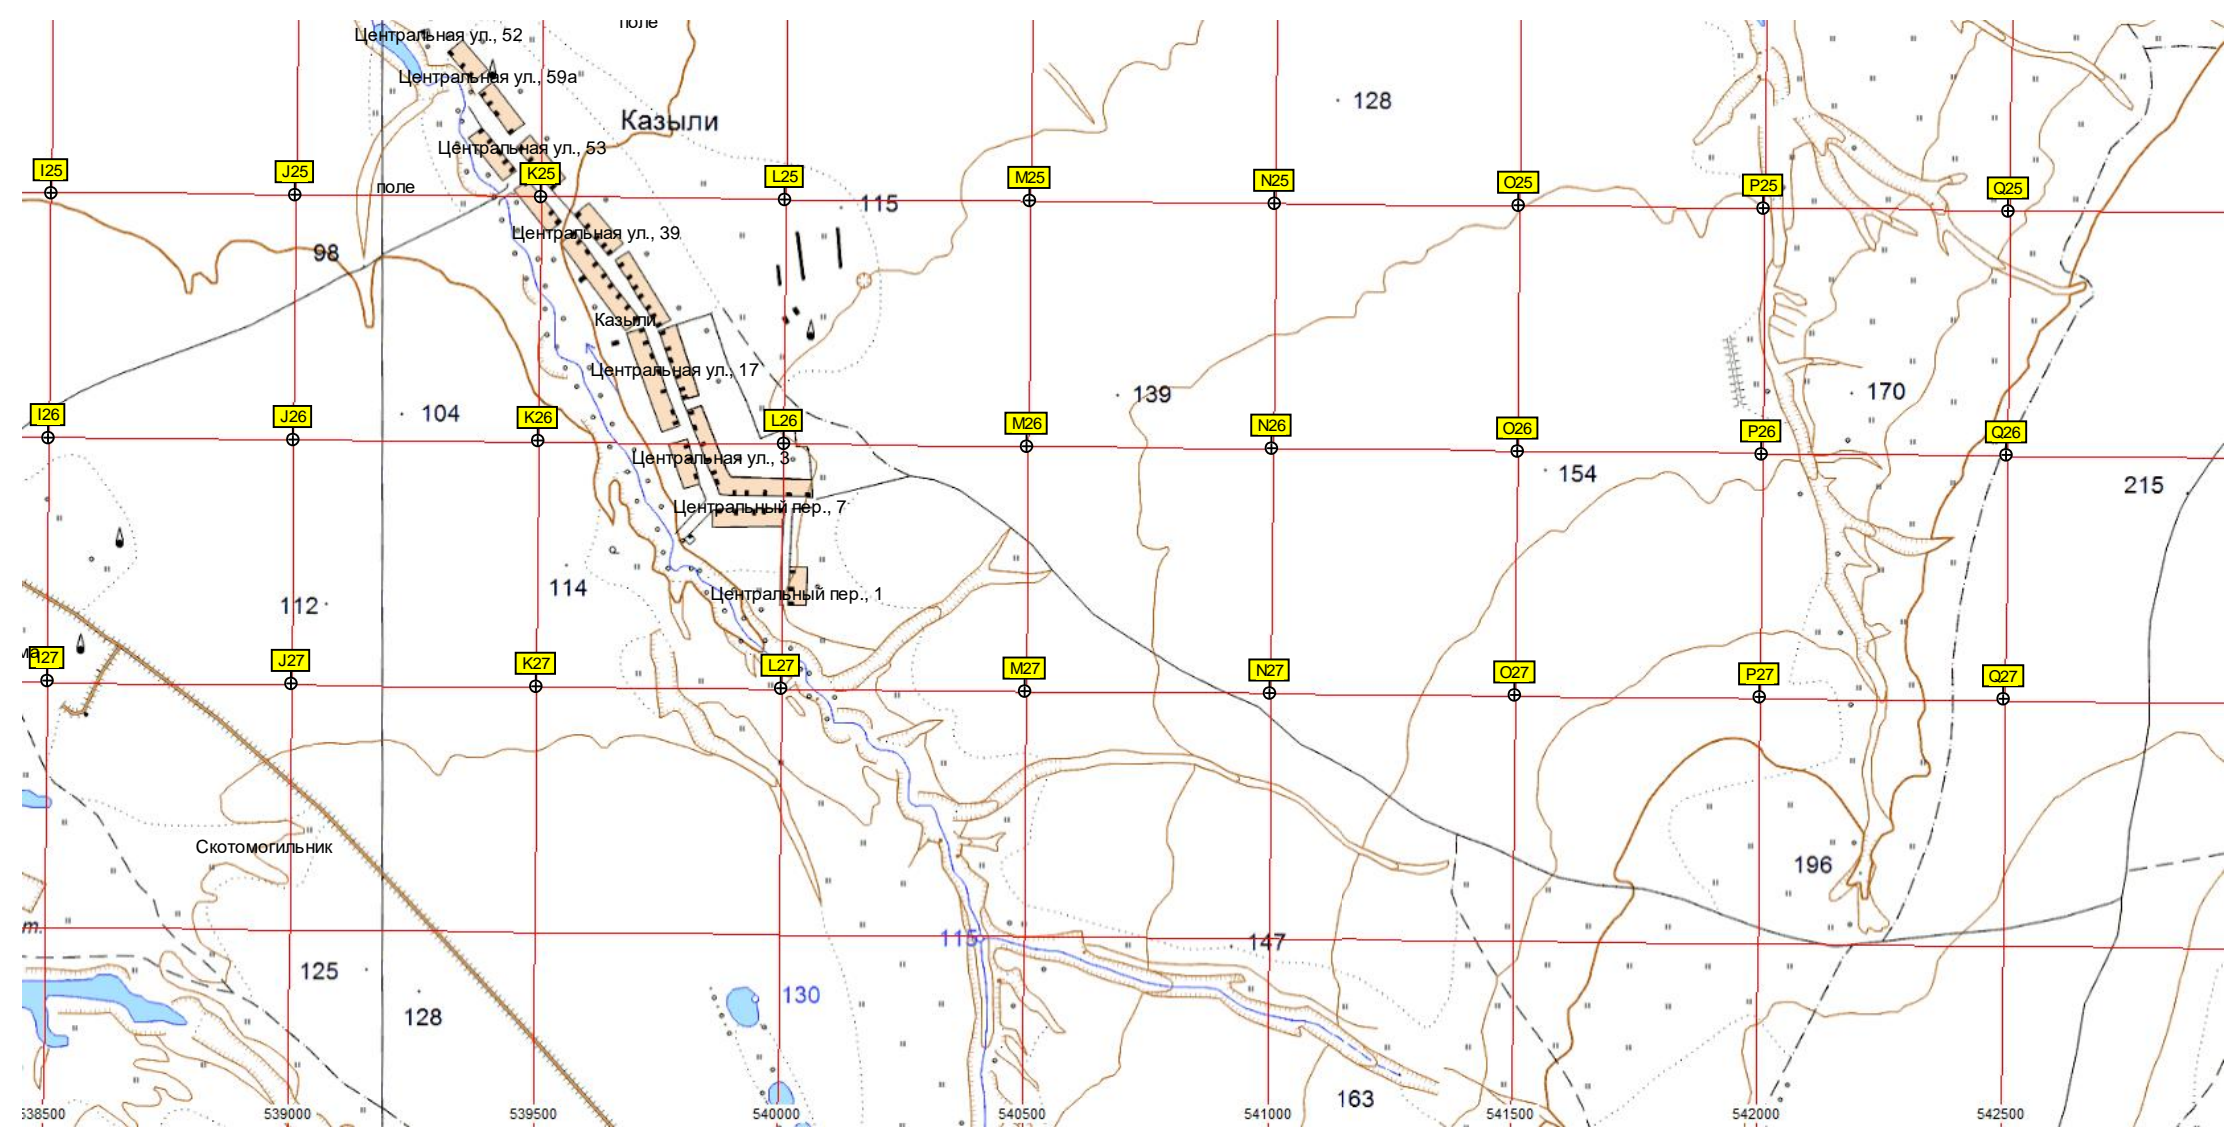 поле
Центральная ул., 52
Центральная ул., 59а
128
Казыли
Центральная ул., 53
I25
J25
K25
L25
M25
N25
O25
P25
Q25
поле
115
Центральная ул., 39
98
Казыли
Центральная ул., 17
139
170
104
I26
J26
K26
L26
M26
N26
O26
P26
Q26
Центральная ул., 3
154
215
Центральный пер., 7
114
112
Центральный пер., 1
I27
J27
K27
L27
M27
N27
O27
P27
Q27
Скотомогильник
196
т.
115
147
125
130
128
163
538500
539000
539500
540000
540500
541000
541500
542000
542500